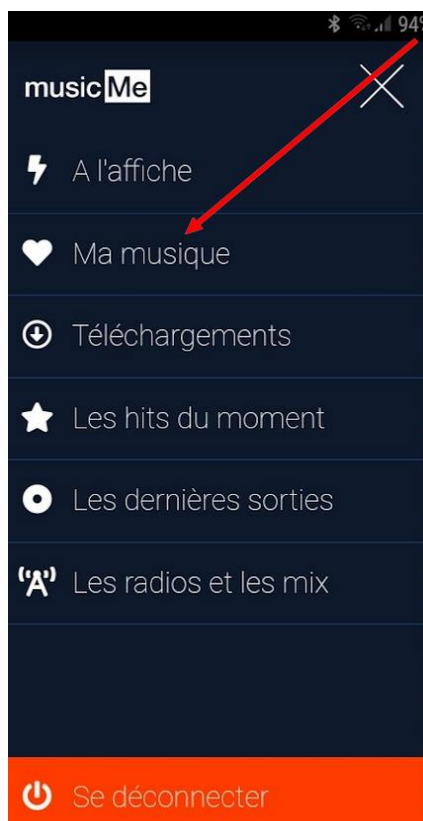 94%
musicMe
A l'affiche
Ma musique
Téléchargements
Les hits du moment
Les dernières sorties
Les radios et les mix
Se déconnecter